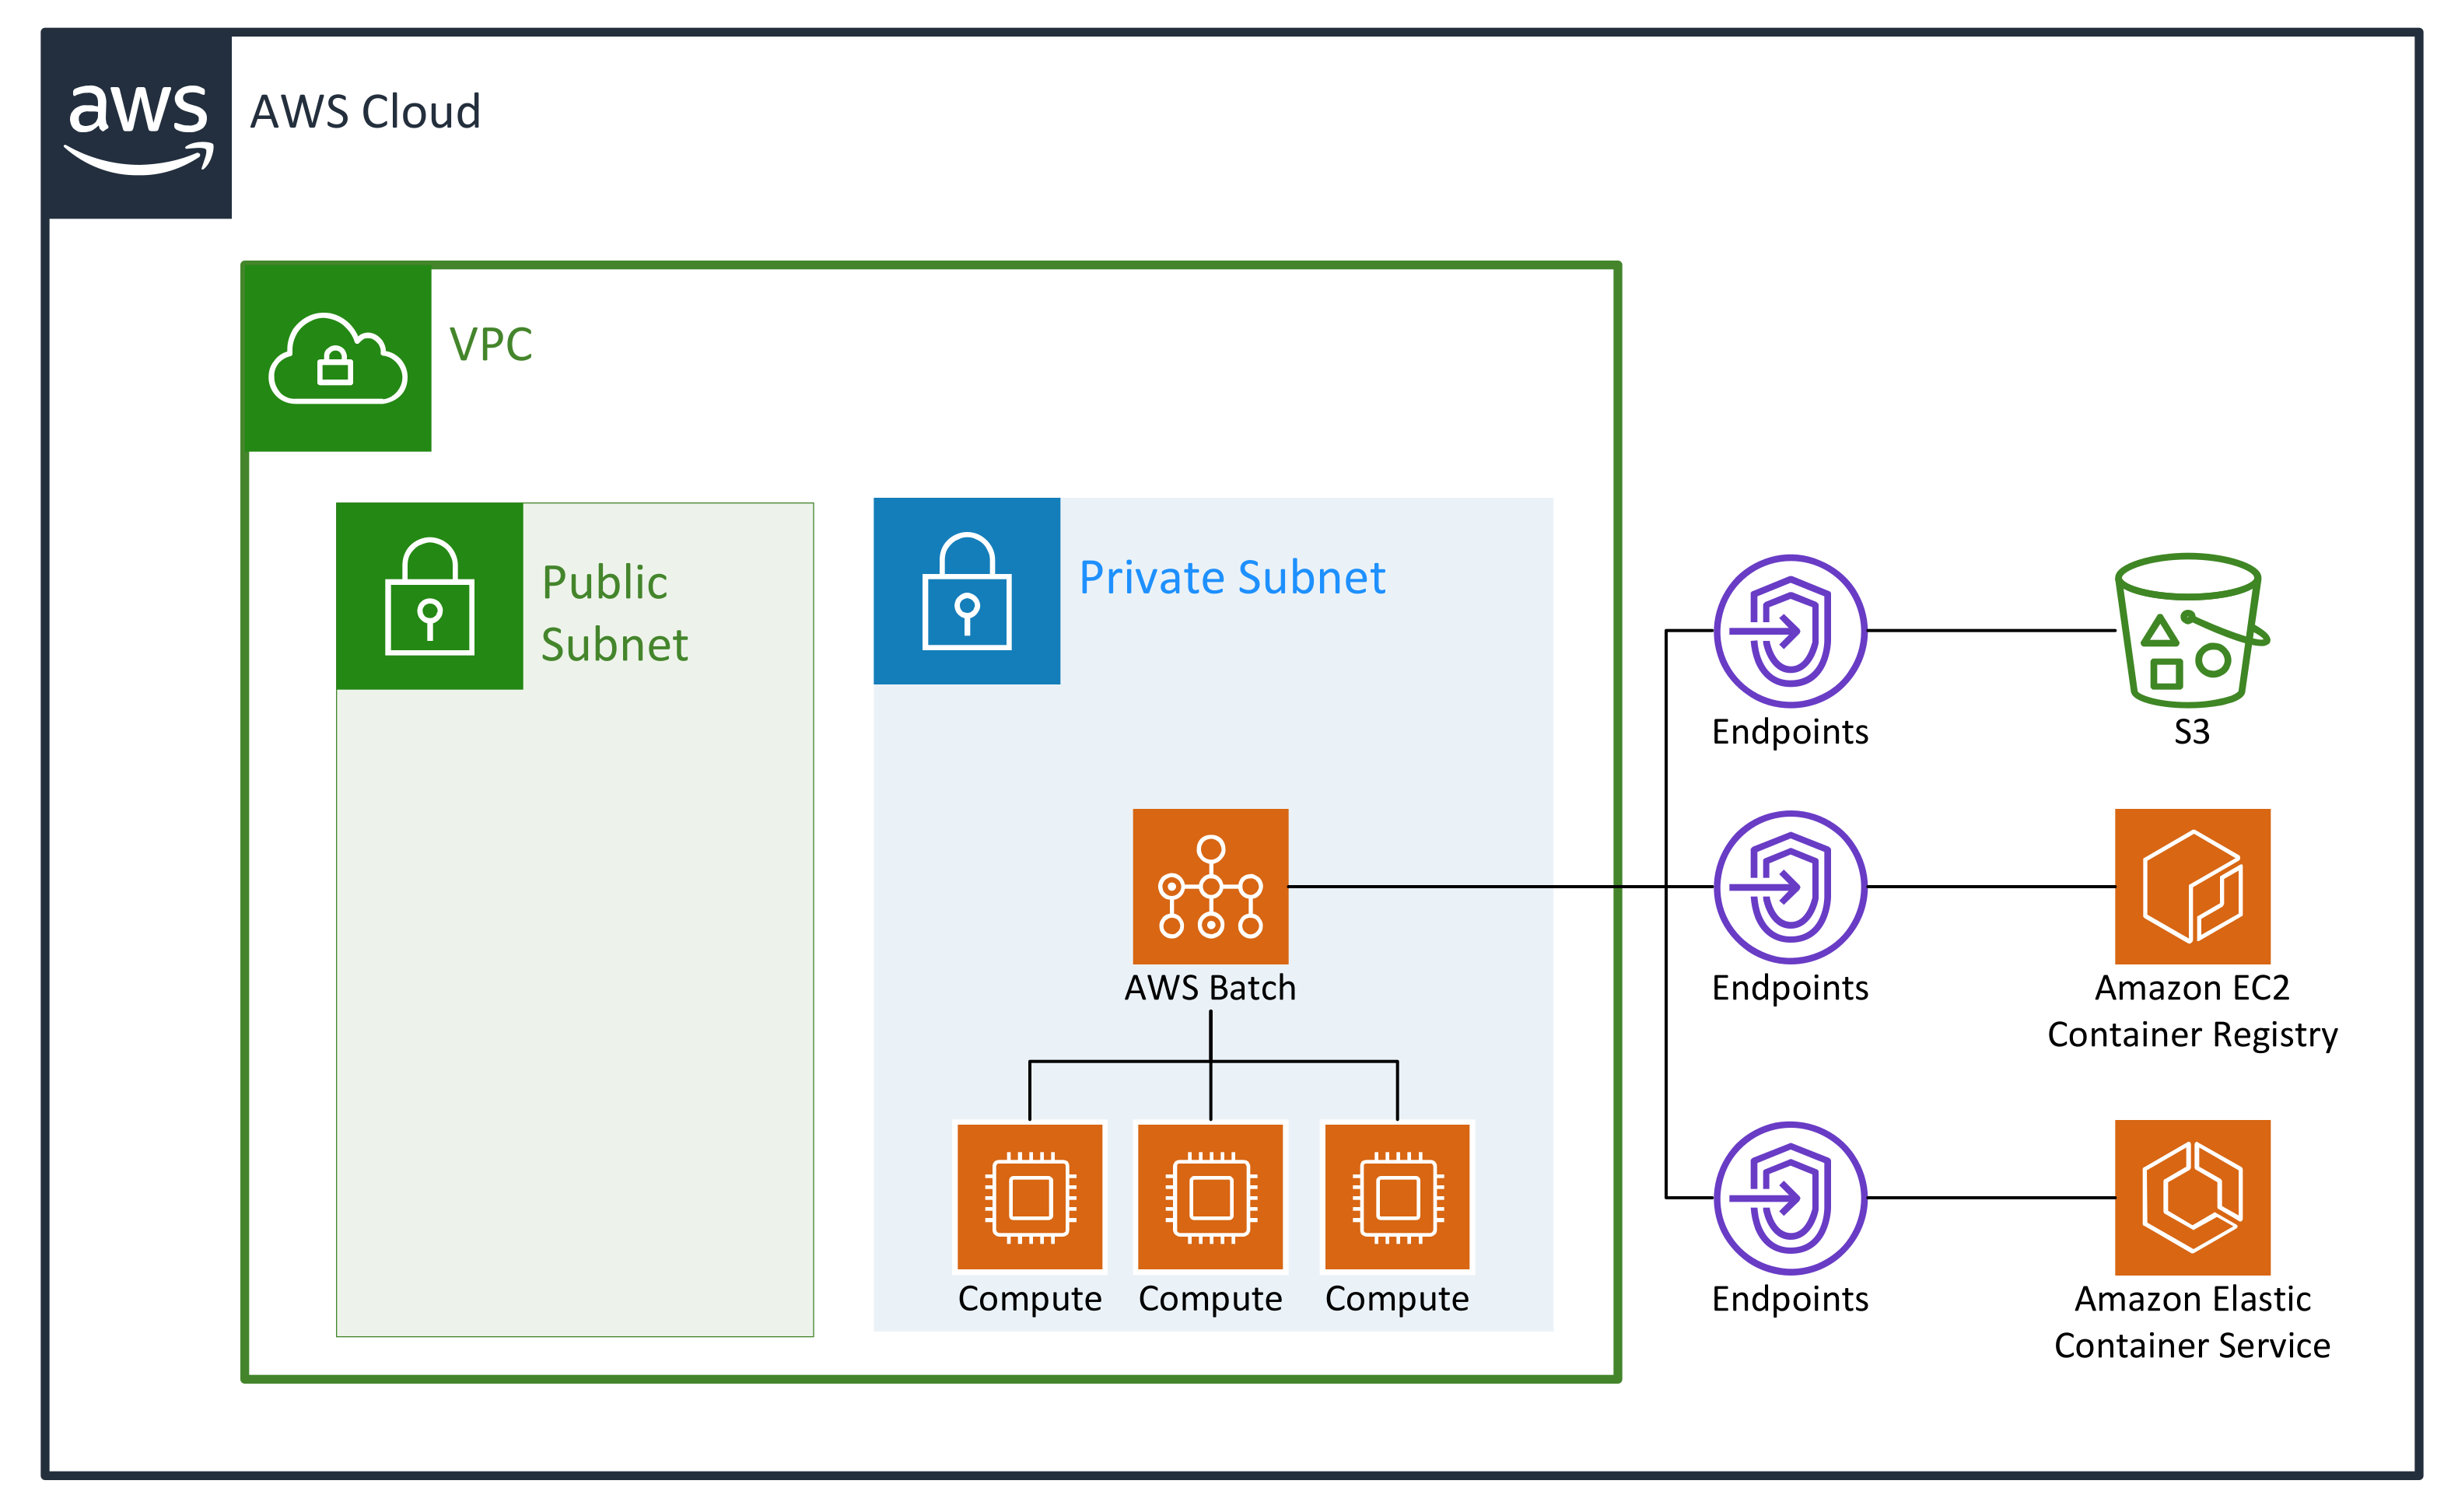 aws
AWS Cloud
VPC
Public
Subnet
Private Subnet
Endpoints
S3
AWS Batch
Endpoints
Amazon EC2
Container Registry
Compute
Compute
Compute
Endpoints
Amazon Elastic
Container Service